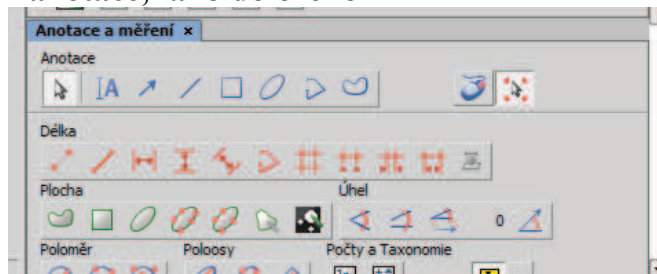 Anotace a měření ×
Anotace
A
Délka
Plocha Úhel
0
Poloměr Poloosy Počty a Taxonomie